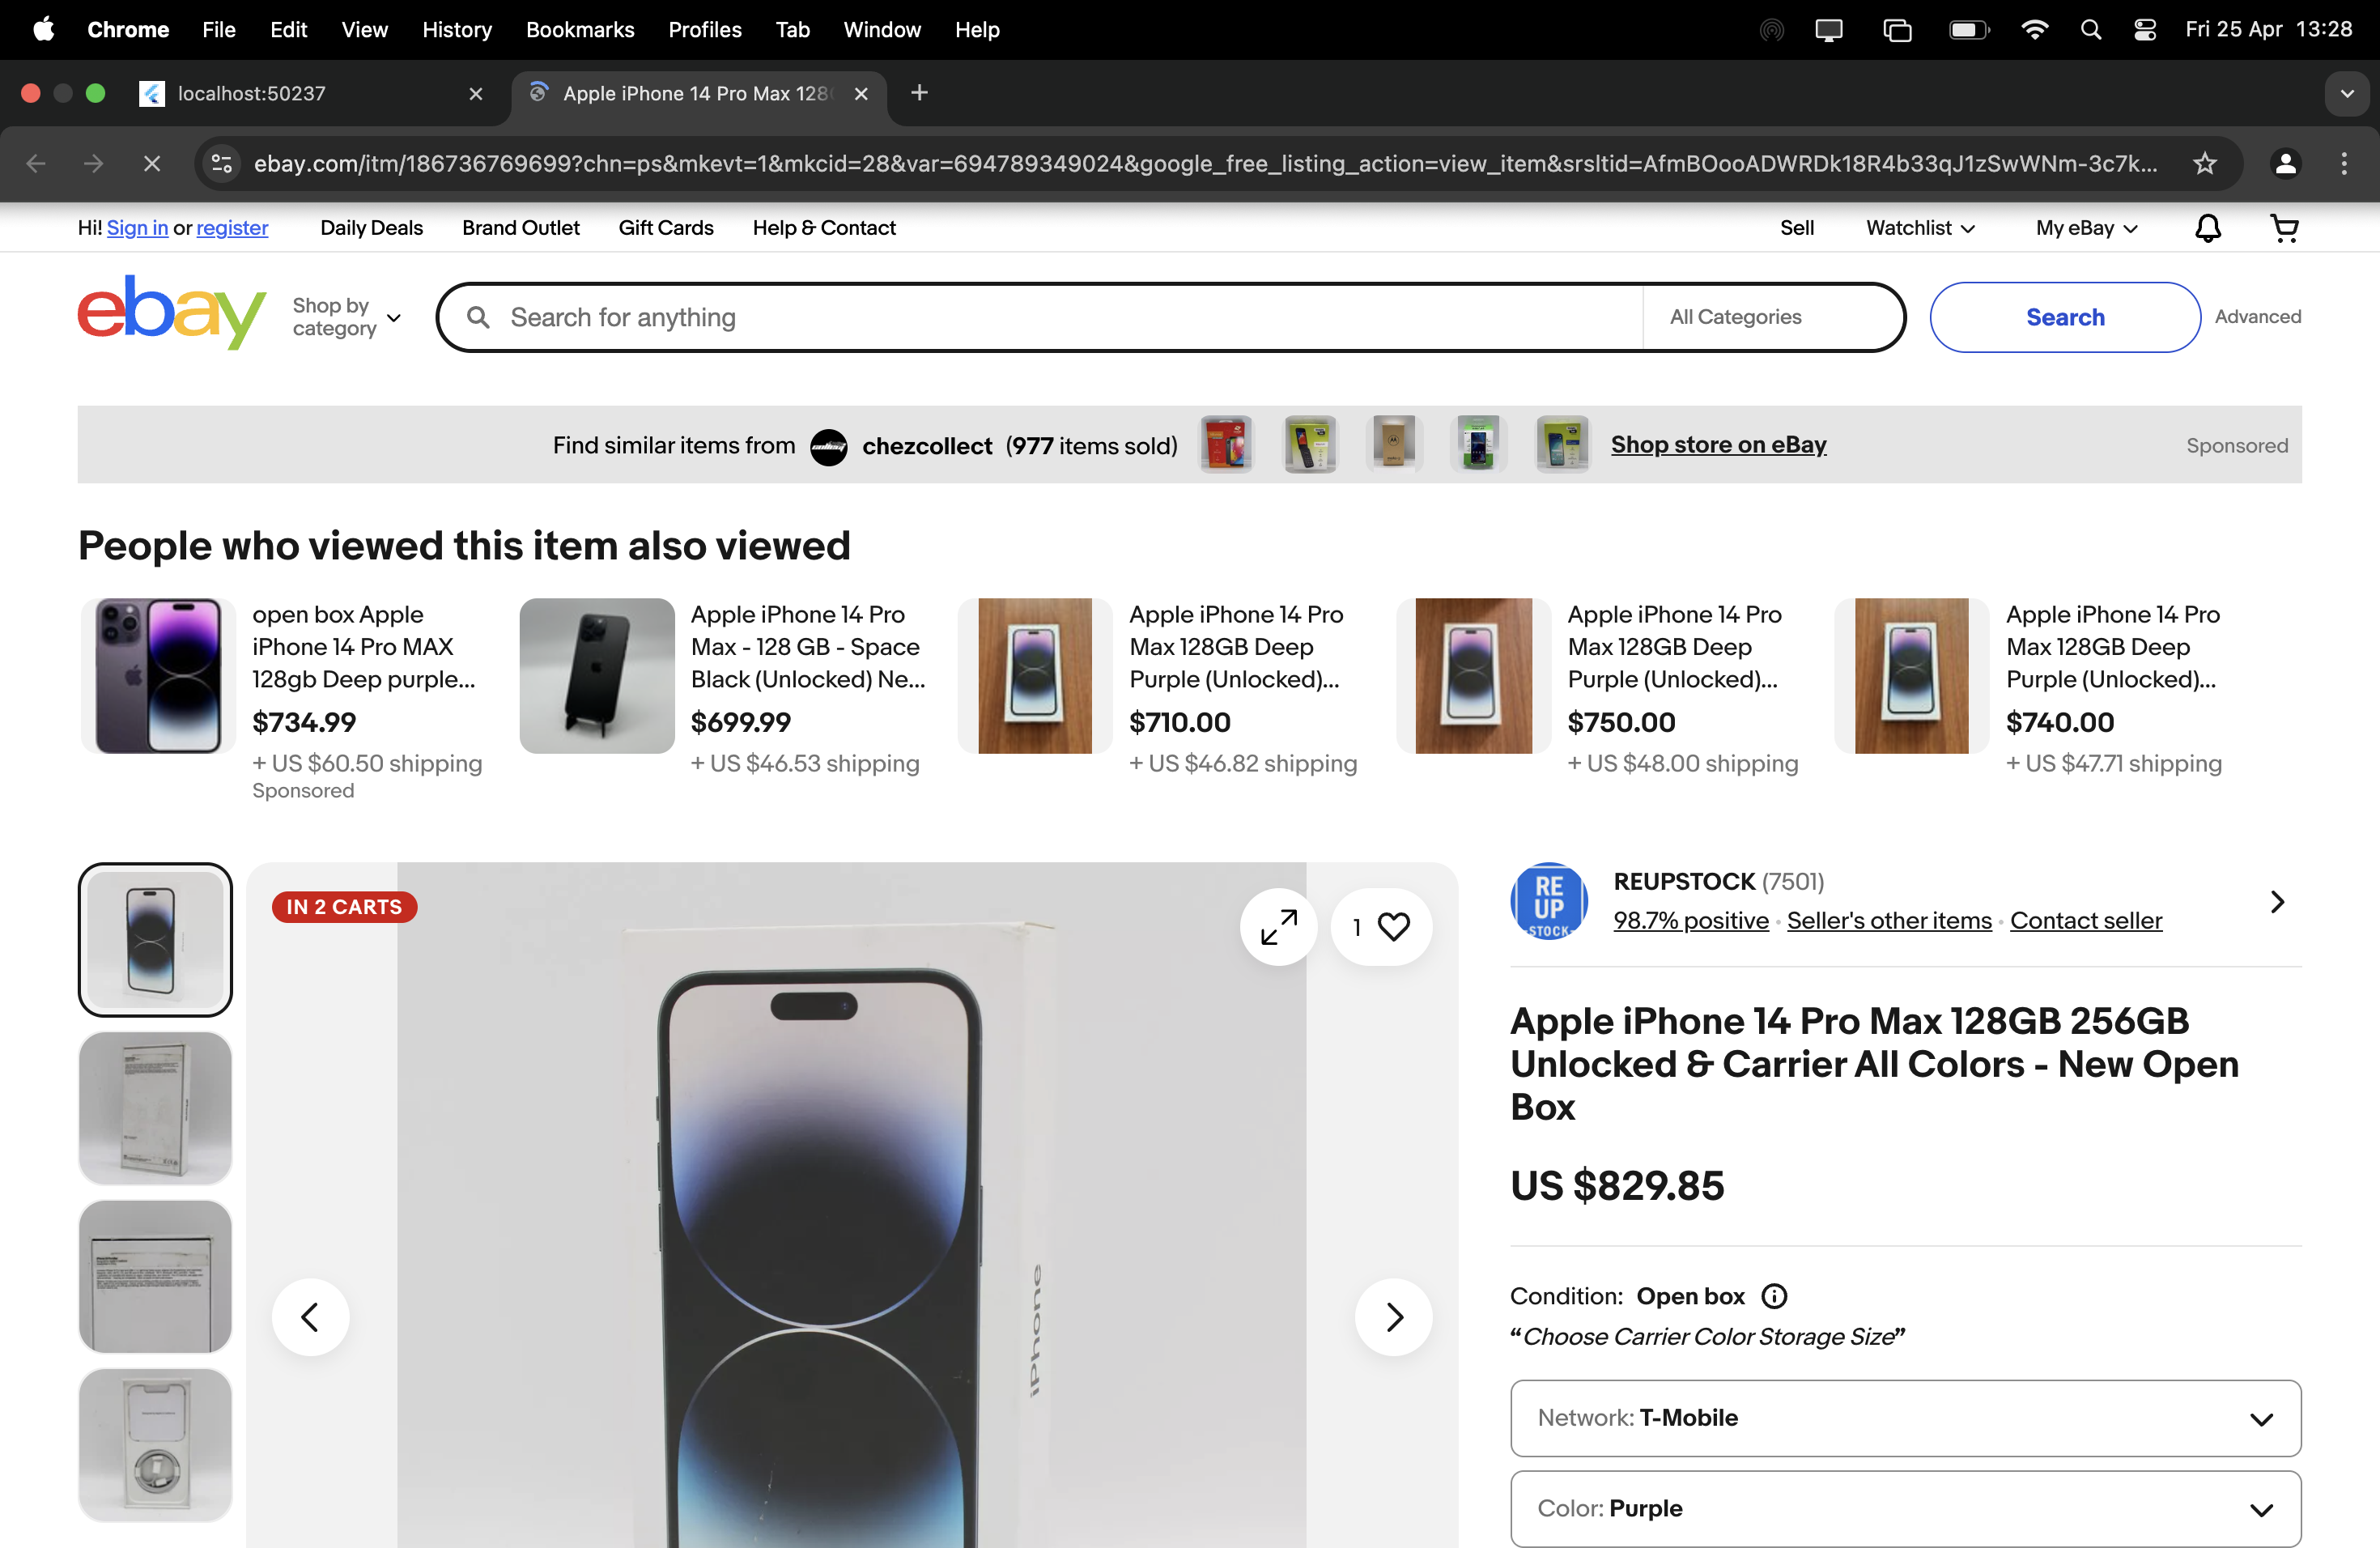 Chrome File Edit View History Bookmarks Profiles Tab Window Help Fri 25 Apr 13:28
localhost:50237 Apple iPhone 14 Pro Max 128
ebay.com/itm/186736769699?chn=ps&mkevt=1&mkcid=28&var=694789349024&google_free_listing_action=view_item&srsltid=AfmBOooADWRDk18R4b33qJ1zSwWNm-3c7k...
Hi! Sign in or register Daily Deals Brand Outlet Gift Cards Help & Contact Sell Watchlist My eBay
ebay Shop by category Search for anything All Categories Search Advanced
Find similar items from chezcollect (977 items sold) Shop store on eBay Sponsored
People who viewed this item also viewed
open box Apple
iPhone 14 Pro MAX
128gb Deep purple...
$734.99
+ US $60.50 shipping
Sponsored
Apple iPhone 14 Pro
Max - 128 GB - Space
Black (Unlocked) Ne...
$699.99
+ US $46.53 shipping
Apple iPhone 14 Pro
Max 128GB Deep
Purple (Unlocked)...
$710.00
+ US $46.82 shipping
Apple iPhone 14 Pro
Max 128GB Deep
Purple (Unlocked)...
$750.00
+ US $48.00 shipping
Apple iPhone 14 Pro
Max 128GB Deep
Purple (Unlocked)...
$740.00
+ US $47.71 shipping
IN 2 CARTS
1
iPhone
RE
UP
STOCK
REUPSTOCK (7501)
98.7% positive · Seller's other items · Contact seller
Apple iPhone 14 Pro Max 128GB 256GB
Unlocked & Carrier All Colors - New Open
Box
US $829.85
Condition: Open box
“Choose Carrier Color Storage Size”
Network: T-Mobile
Color: Purple